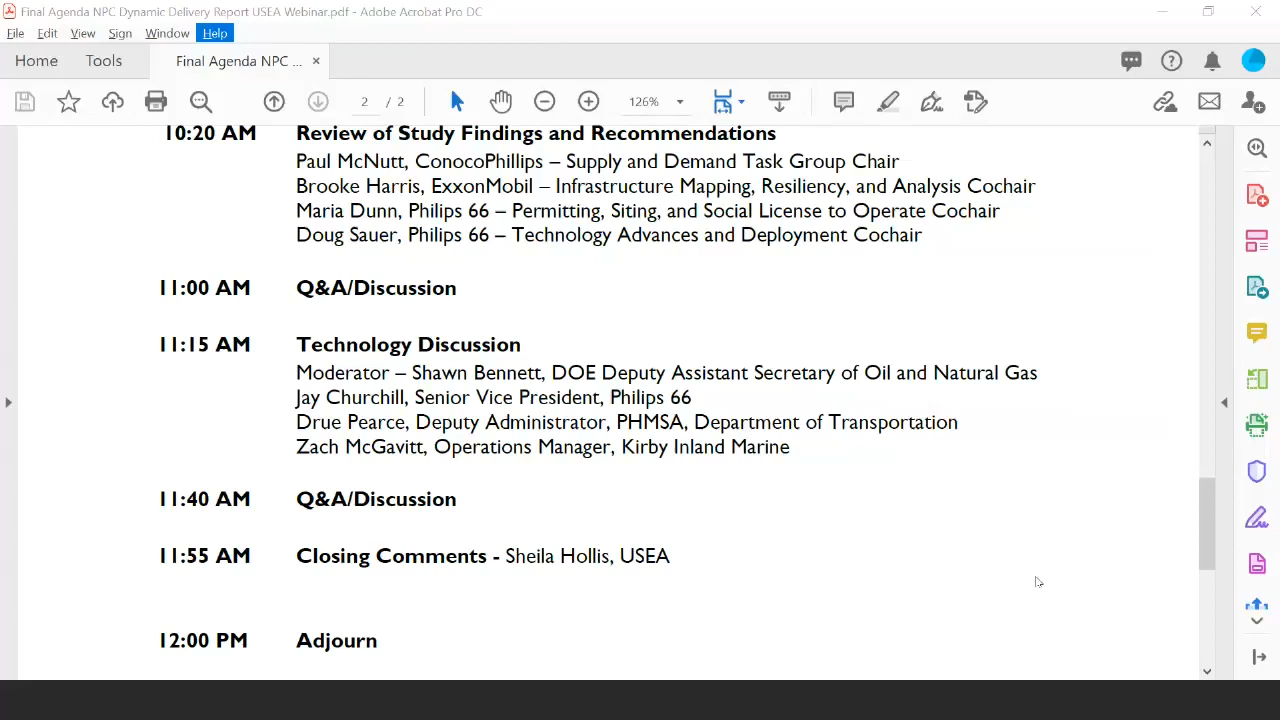 Final Agenda NPC Dynamic Delivery Report USEA Webinar.pdf - Adobe Acrobat Pro DC
File Edit View Sign Window Help
Home Tools Final Agenda NPC ... ×
2 / 2 126%
10:20 AM Review of Study Findings and Recommendations
Paul McNutt, ConocoPhillips – Supply and Demand Task Group Chair
Brooke Harris, ExxonMobil – Infrastructure Mapping, Resiliency, and Analysis Cochair
Maria Dunn, Philips 66 – Permitting, Siting, and Social License to Operate Cochair
Doug Sauer, Philips 66 – Technology Advances and Deployment Cochair
11:00 AM Q&A/Discussion
11:15 AM Technology Discussion
Moderator – Shawn Bennett, DOE Deputy Assistant Secretary of Oil and Natural Gas
Jay Churchill, Senior Vice President, Philips 66
Drue Pearce, Deputy Administrator, PHMSA, Department of Transportation
Zach McGavitt, Operations Manager, Kirby Inland Marine
11:40 AM Q&A/Discussion
11:55 AM Closing Comments - Sheila Hollis, USEA
12:00 PM Adjourn